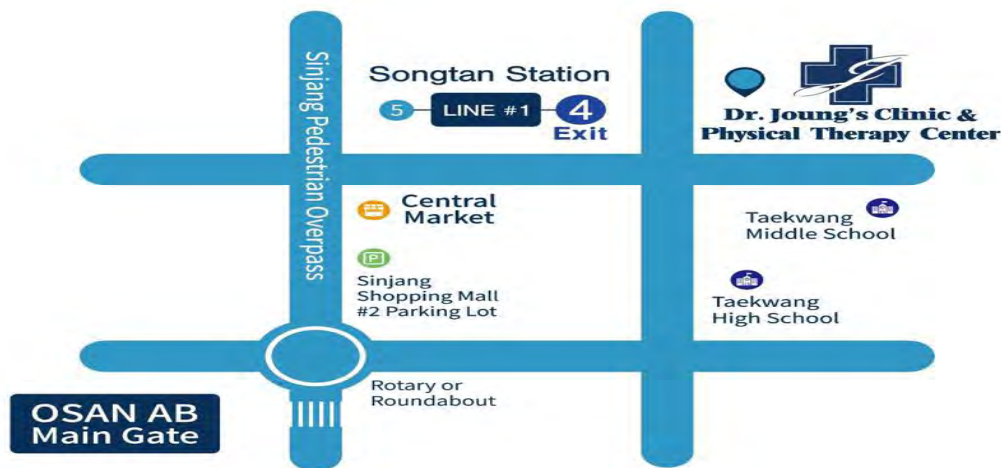 Sinjang Pedestrian Overpass
Songtan Station
5 LINE #1 4
Exit
J
Dr. Joung's Clinic &
Physical Therapy Center
Central
Market
P
Sinjang
Shopping Mall
#2 Parking Lot
Taekwang
Middle School
Taekwang
High School
Rotary or
Roundabout
OSAN AB
Main Gate